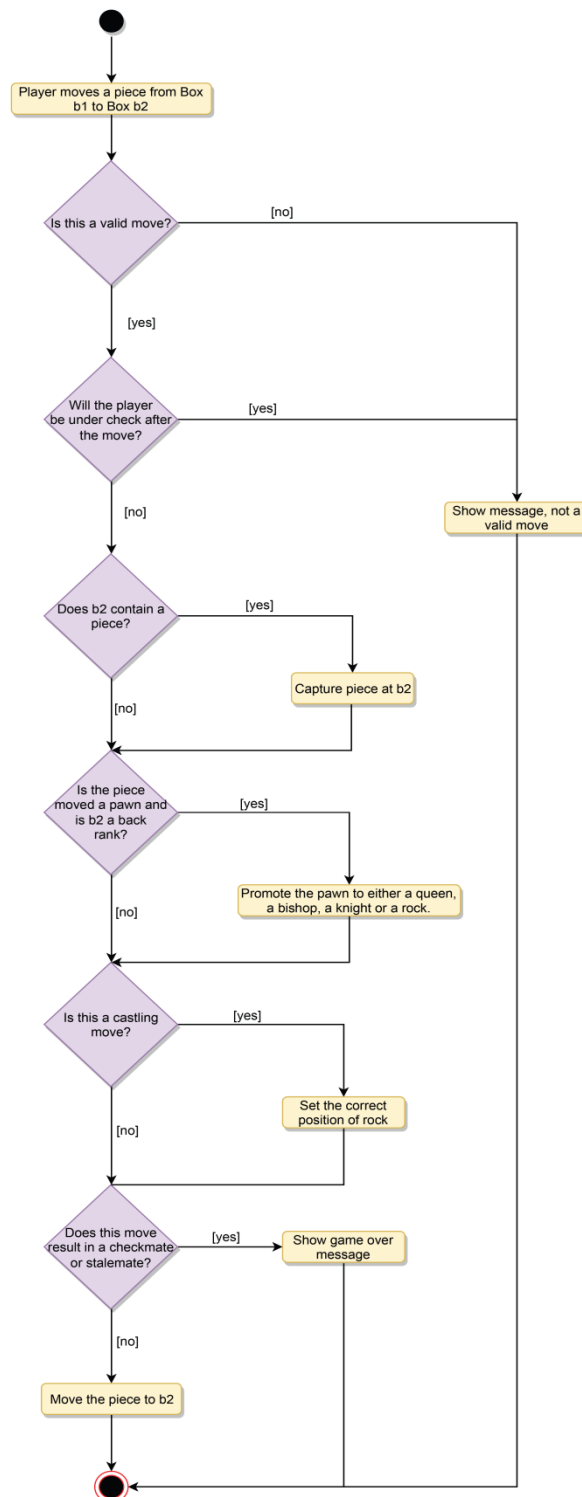 Player moves a piece from Box
b1 to Box b2
Is this a valid move?
[no]
[yes]
Will the player
be under check after
the move?
[yes]
[no]
Show message, not a
valid move
Does b2 contain a
piece?
[yes]
Capture piece at b2
[no]
Is the piece
moved a pawn and
is b2 a back
rank?
[yes]
Promote the pawn to either a queen,
a bishop, a knight or a rock.
[no]
Is this a castling
move?
[yes]
Set the correct
position of rock
[no]
Does this move
result in a checkmate
or stalemate?
[yes]
Show game over
message
[no]
Move the piece to b2